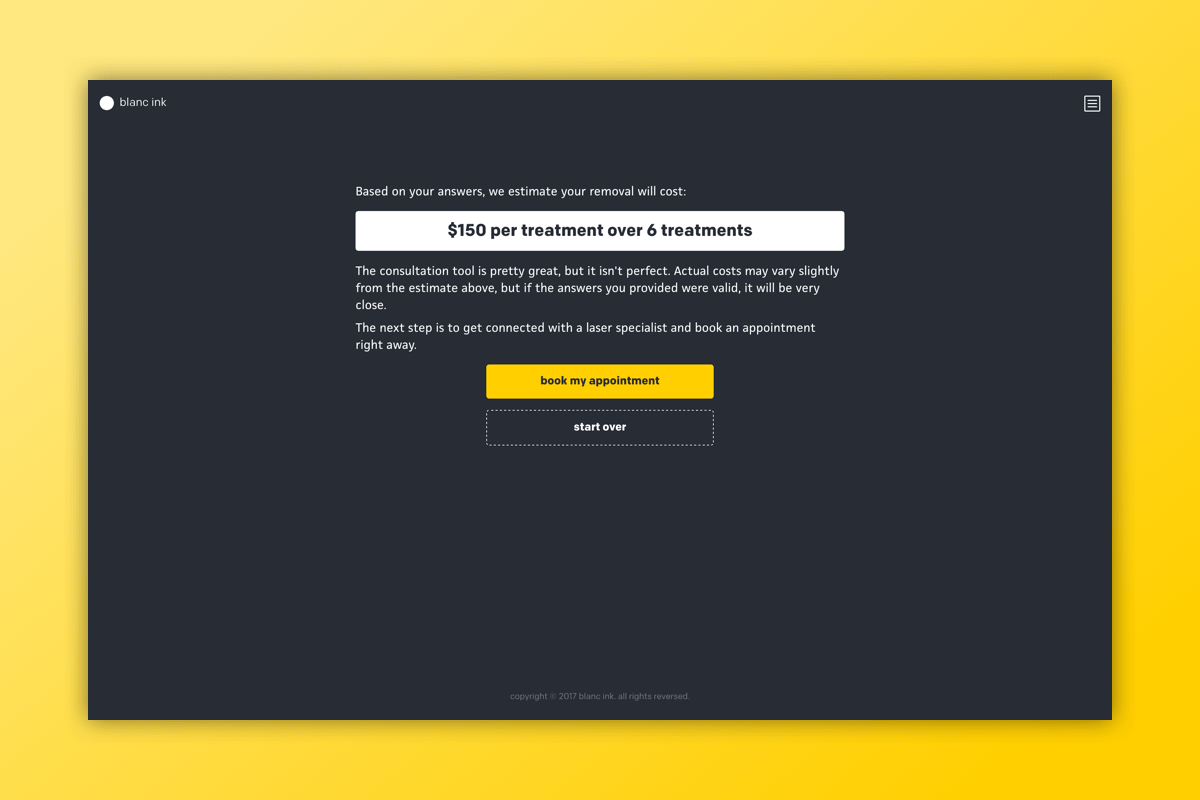 blanc ink
Based on your answers, we estimate your removal will cost:
$150 per treatment over 6 treatments
The consultation tool is pretty great, but it isn't perfect. Actual costs may vary slightly
from the estimate above, but if the answers you provided were valid, it will be very
close.
The next step is to get connected with a laser specialist and book an appointment
right away.
book my appointment
start over
copyright © 2017 blanc ink. all rights reversed.